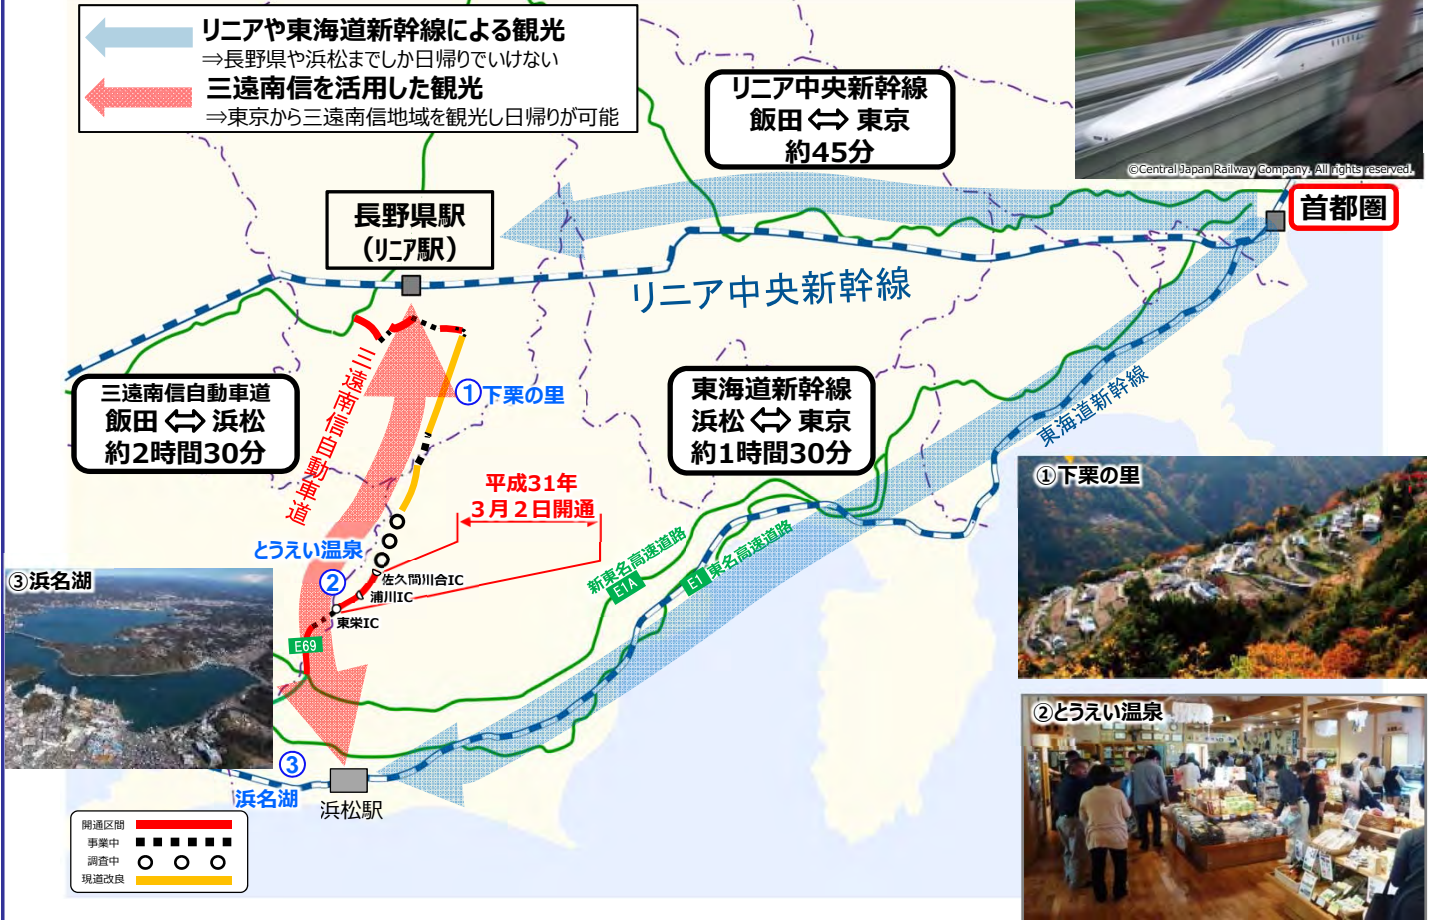 リニアや東海道新幹線による観光
⇒長野県や浜松までしか日帰りでいけない
三遠南信を活用した観光
⇒東京から三遠南信地域を観光し日帰りが可能
リニア中央新幹線
飯田⇔東京
約45分
©Central Japan Railway Company. All rights reserved.
首都圏
長野県駅
(リニア駅)
リニア中央新幹線
三遠南信自動車道
飯田⇔浜松
約2時間30分
三遠南信自動車道
①下栗の里
東海道新幹線
浜松⇔東京
約1時間30分
東海道新幹線
平成31年
3月2日開通
とうえい温泉
②
佐久間川合IC
浦川IC
東栄IC
E69
新東名高速道路
E1A
E1 東名高速道路
①下栗の里
③浜名湖
②とうえい温泉
③
浜名湖
浜松駅
開通区間
事業中
調査中
現道改良